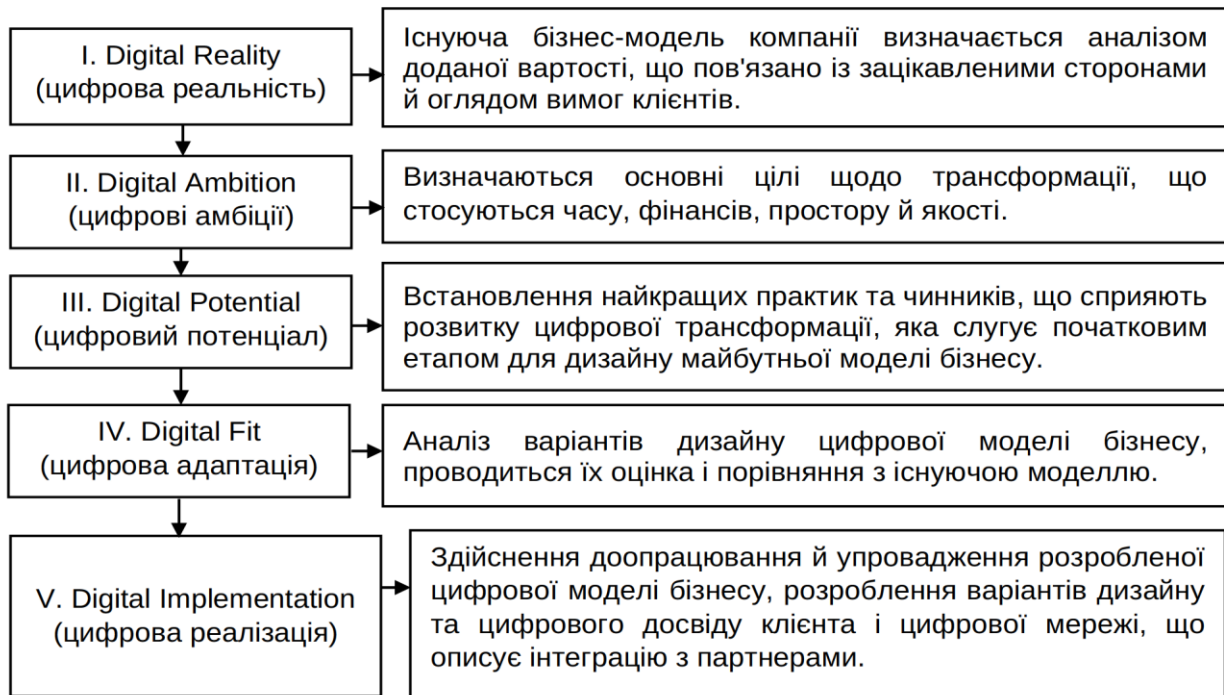 I. Digital Reality
(цифрова реальність)
Існуюча бізнес-модель компанії визначається аналізом
доданої вартості, що пов'язано із зацікавленими сторонами
й оглядом вимог клієнтів.
II. Digital Ambition
(цифрові амбіції)
Визначаються основні цілі щодо трансформації, що
стосуються часу, фінансів, простору й якості.
III. Digital Potential
(цифровий потенціал)
Встановлення найкращих практик та чинників, що сприяють
розвитку цифрової трансформації, яка слугує початковим
етапом для дизайну майбутньої моделі бізнесу.
IV. Digital Fit
(цифрова адаптація)
Аналіз варіантів дизайну цифрової моделі бізнесу,
проводиться їх оцінка і порівняння з існуючою моделлю.
V. Digital Implementation
(цифрова реалізація)
Здійснення доопрацювання й упровадження розробленої
цифрової моделі бізнесу, розроблення варіантів дизайну
та цифрового досвіду клієнта і цифрової мережі, що
описує інтеграцію з партнерами.